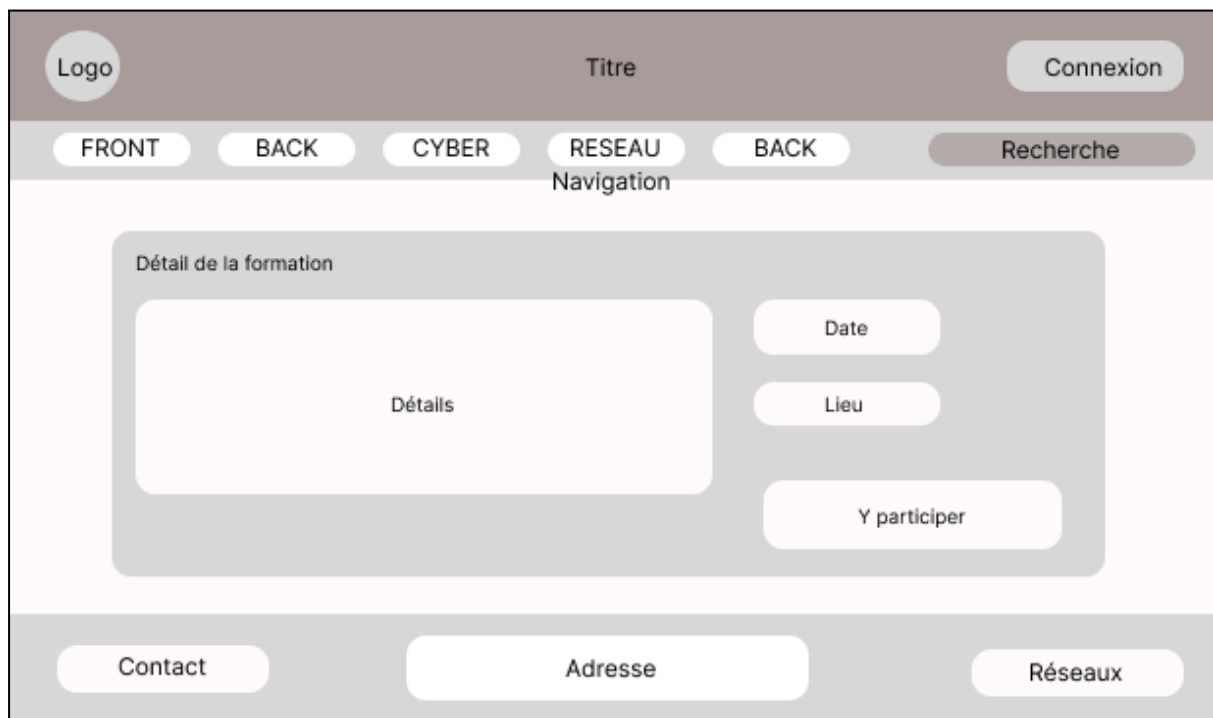 Logo
Titre
Connexion
FRONT
BACK
CYBER
RESEAU
BACK
Recherche
Navigation
Détail de la formation
Détails
Date
Lieu
Y participer
Contact
Adresse
Réseaux